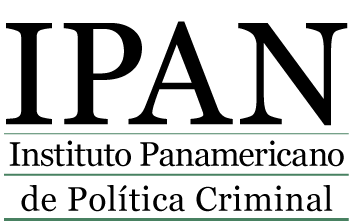 IPAN
Instituto Panamericano
de Política Criminal